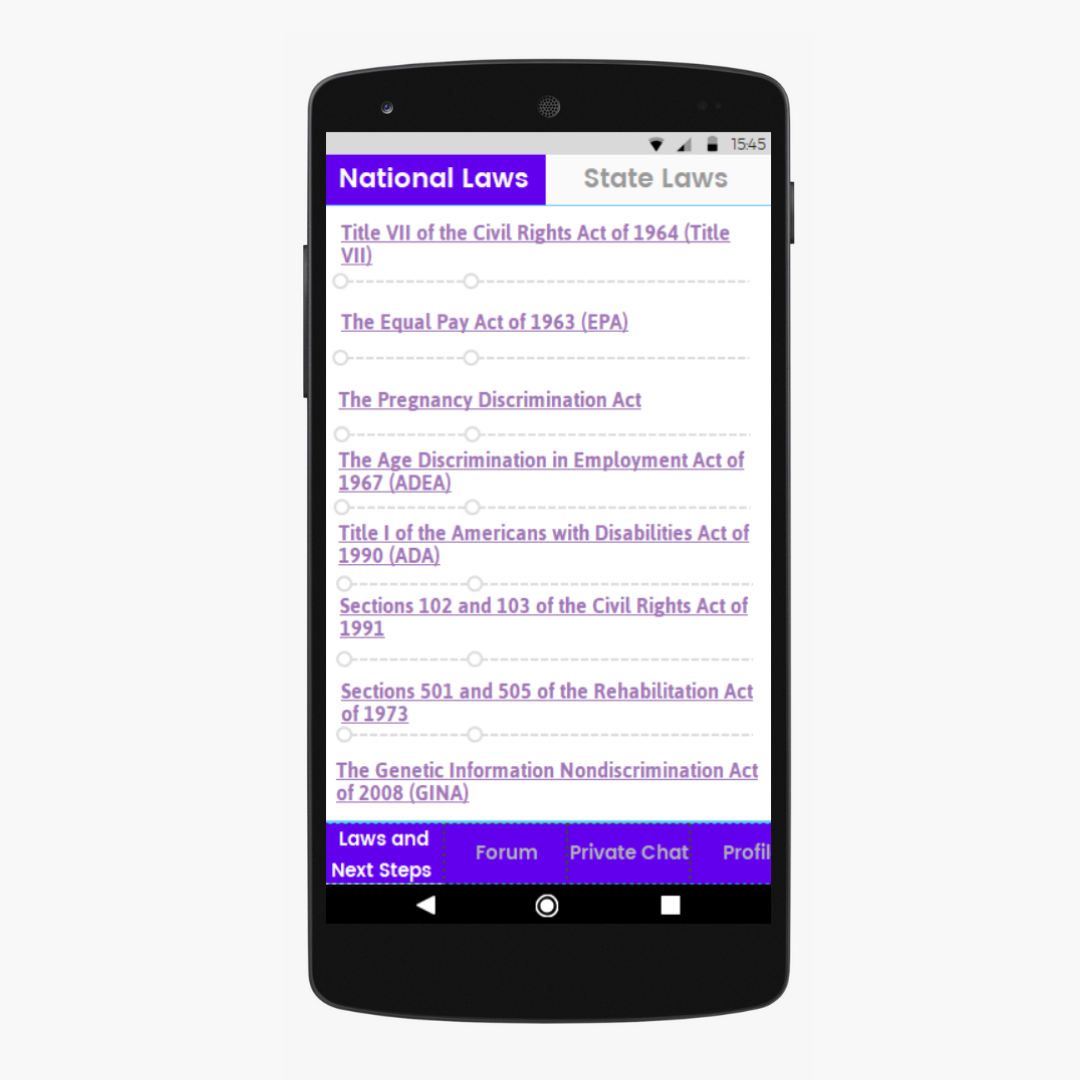 15:45
National Laws
State Laws
Title VII of the Civil Rights Act of 1964 (Title
VII)
The Equal Pay Act of 1963 (EPA)
The Pregnancy Discrimination Act
The Age Discrimination in Employment Act of
1967 (ADEA)
Title I of the Americans with Disabilities Act of
1990 (ADA)
Sections 102 and 103 of the Civil Rights Act of
1991
Sections 501 and 505 of the Rehabilitation Act
of 1973
The Genetic Information Nondiscrimination Act
of 2008 (GINA)
Laws and
Next Steps
Forum
Private Chat
Profil